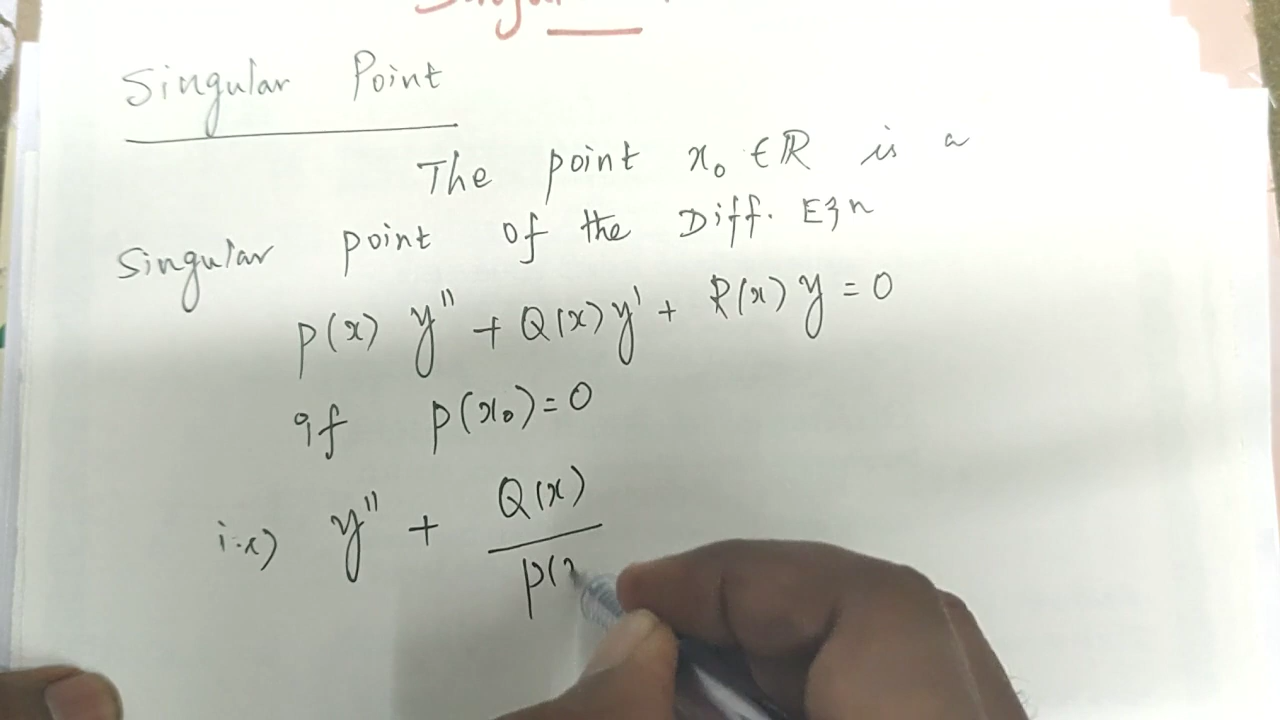 Singular Point
The point x₀ ∈ ℝ is a
Singular point of the Diff. Eqn
P(x) y'' + Q(x) y' + R(x) y = 0
if P(x₀) = 0
i.e) y'' + Q(x)
P(x